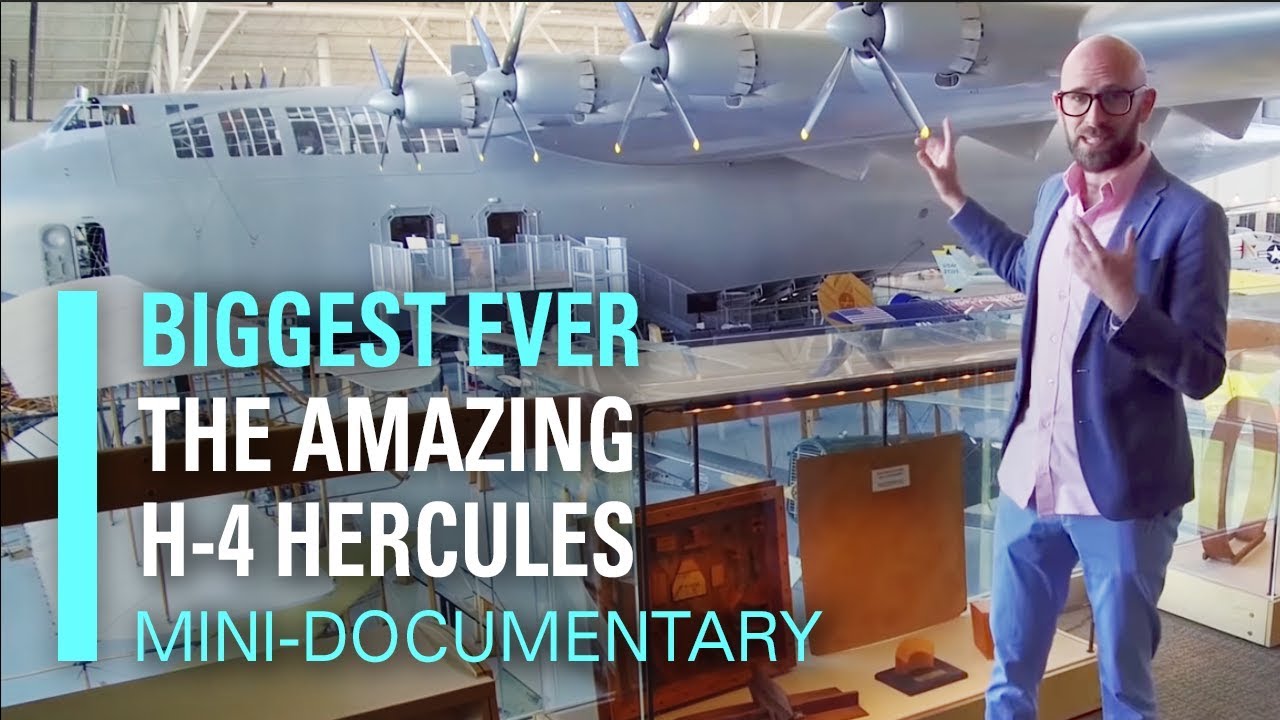 BIGGEST EVER
THE AMAZING
H-4 HERCULES
MINI-DOCUMENTARY